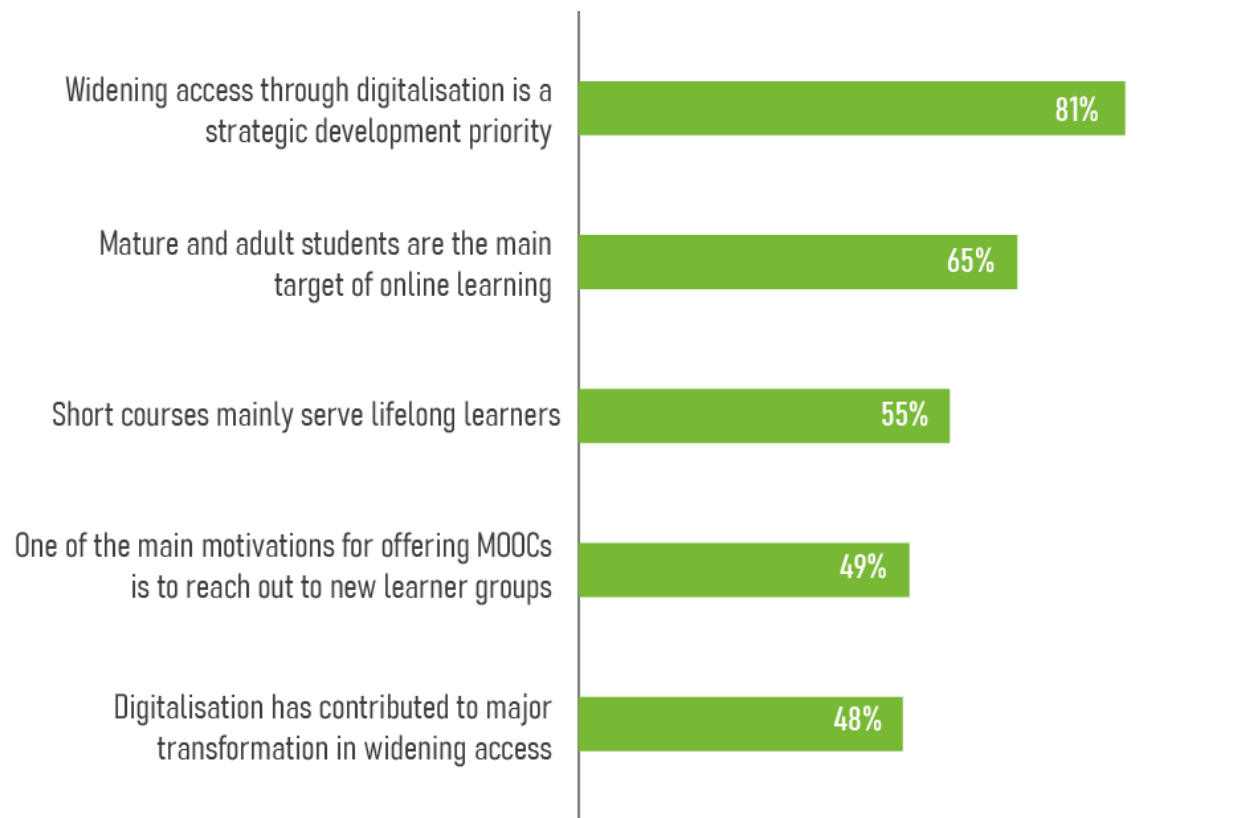 Widening access through digitalisation is a
strategic development priority
81%
Mature and adult students are the main
target of online learning
65%
Short courses mainly serve lifelong learners
55%
One of the main motivations for offering MOOCs
is to reach out to new learner groups
49%
Digitalisation has contributed to major
transformation in widening access
48%